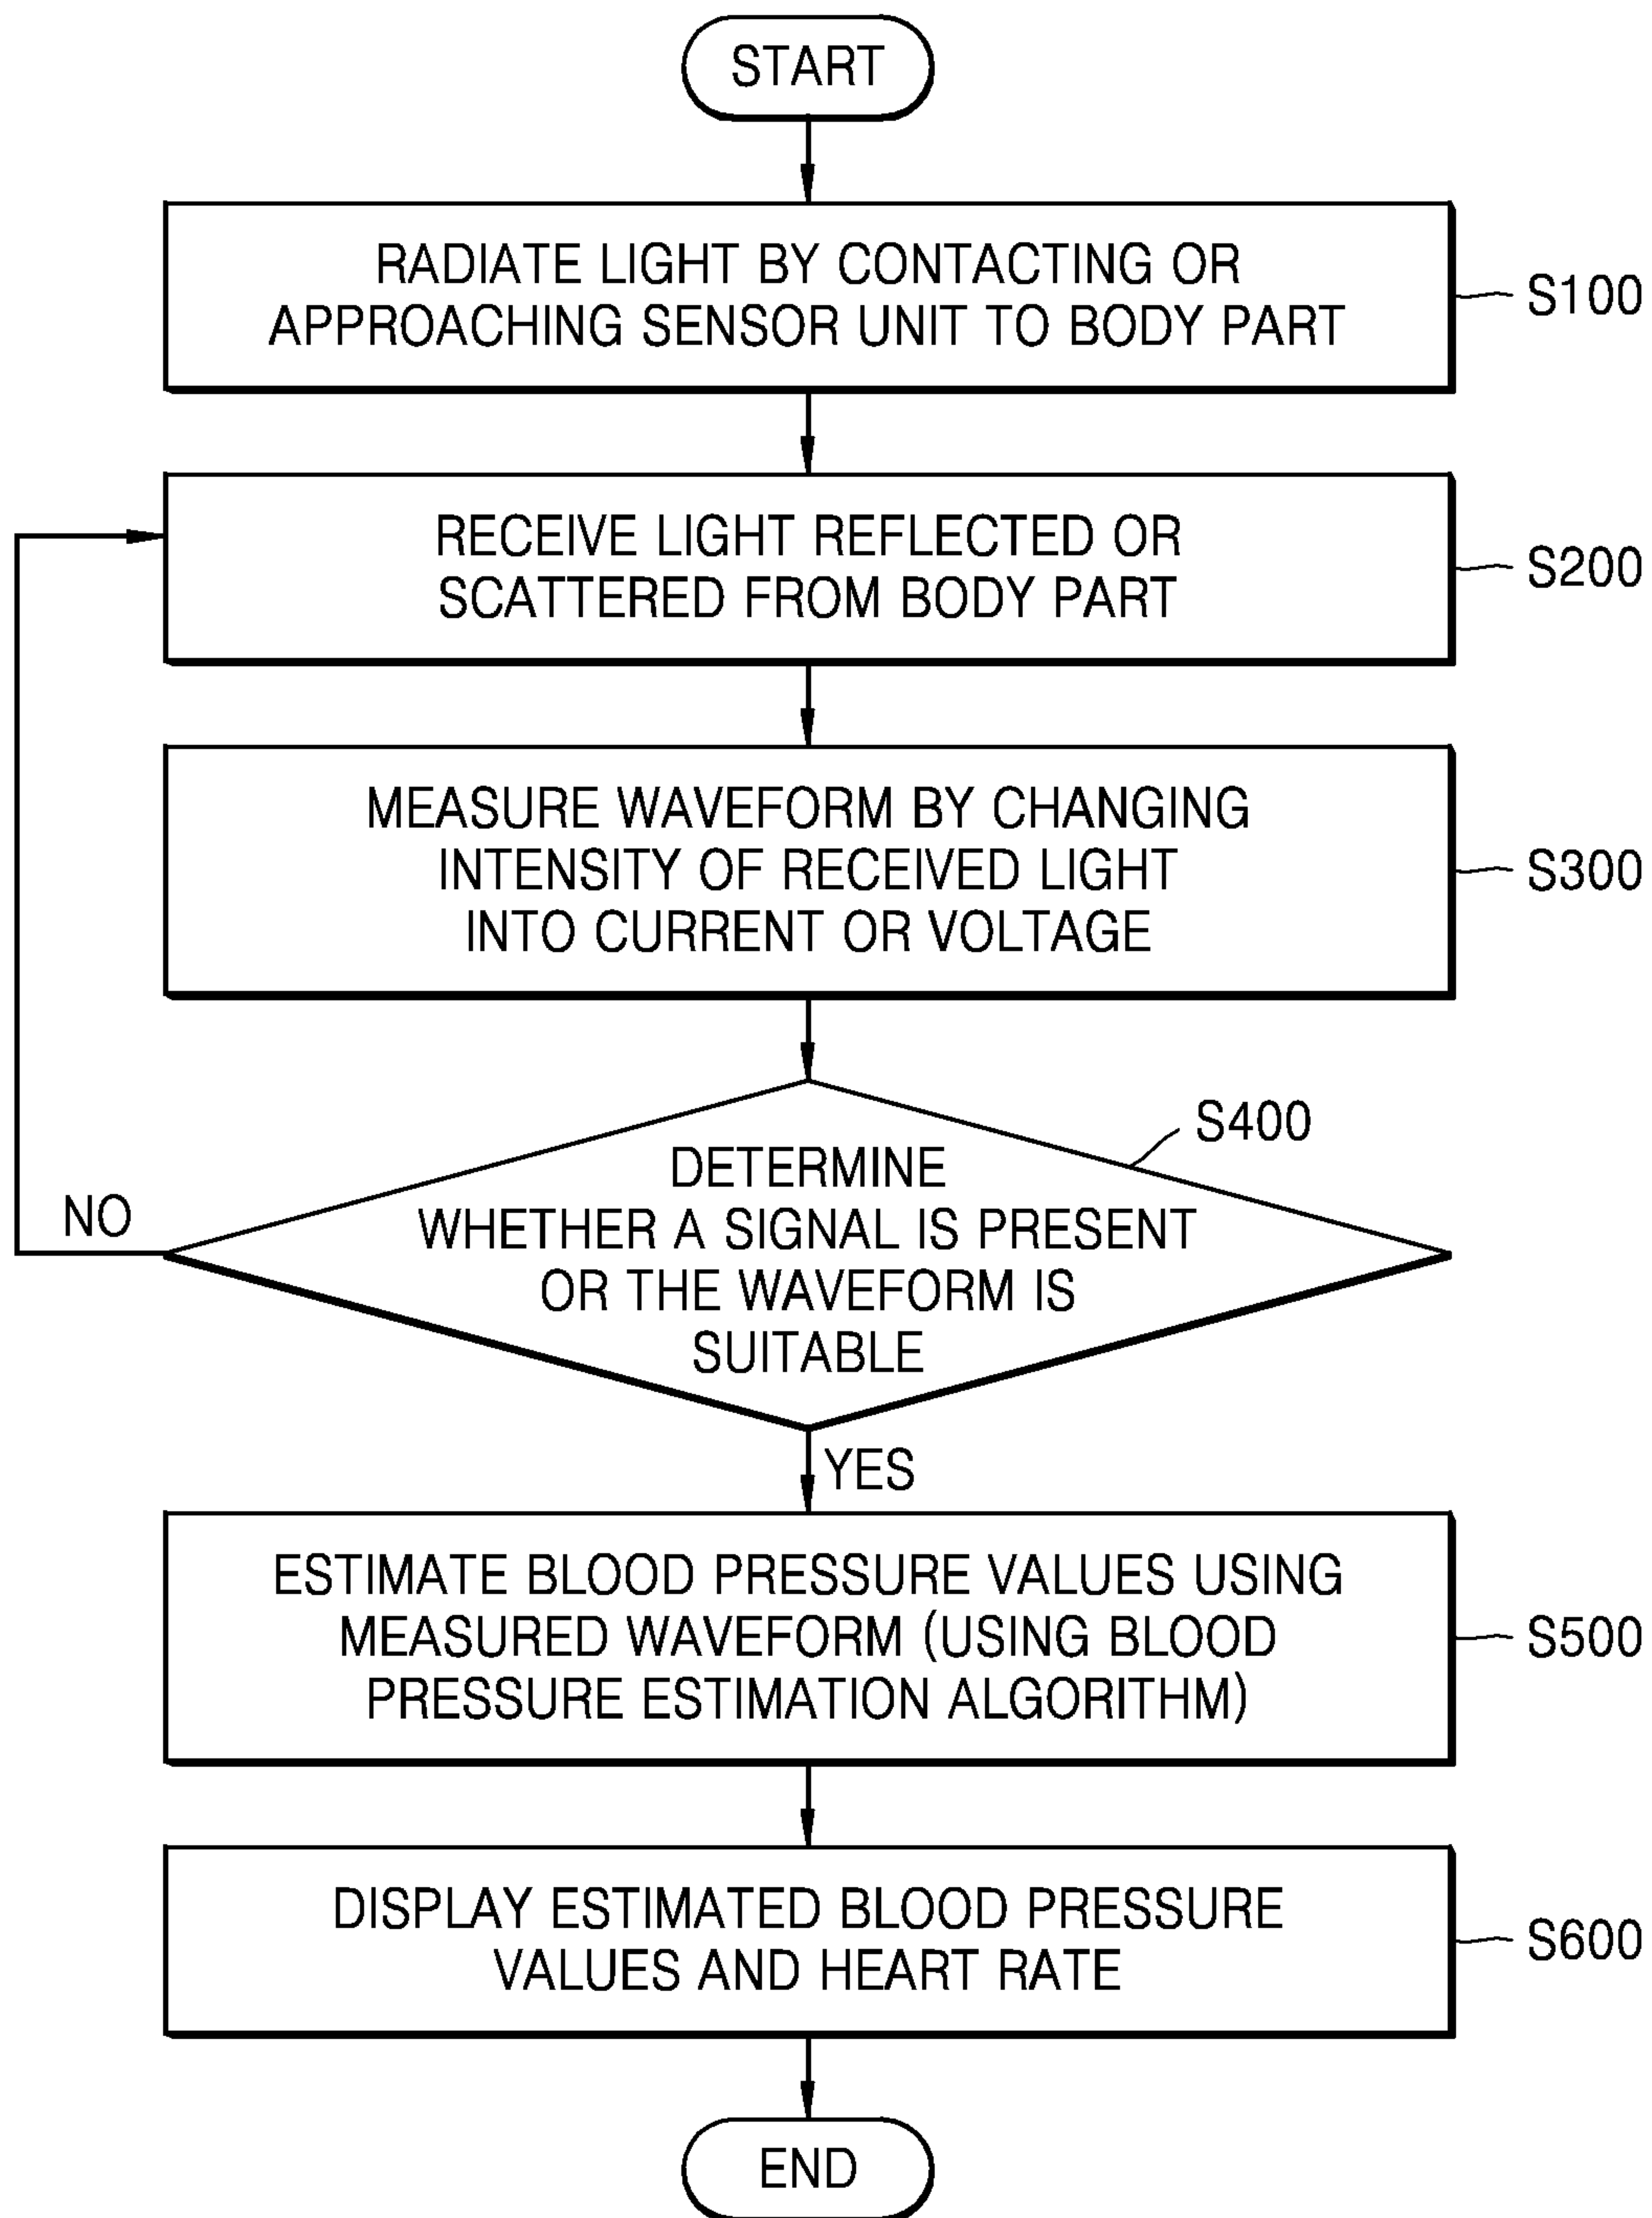 START
RADIATE LIGHT BY CONTACTING OR
APPROACHING SENSOR UNIT TO BODY PART
S100
RECEIVE LIGHT REFLECTED OR
SCATTERED FROM BODY PART
S200
MEASURE WAVEFORM BY CHANGING
INTENSITY OF RECEIVED LIGHT
INTO CURRENT OR VOLTAGE
S300
S400
DETERMINE
WHETHER A SIGNAL IS PRESENT
OR THE WAVEFORM IS
SUITABLE
NO
YES
ESTIMATE BLOOD PRESSURE VALUES USING
MEASURED WAVEFORM (USING BLOOD
PRESSURE ESTIMATION ALGORITHM)
S500
DISPLAY ESTIMATED BLOOD PRESSURE
VALUES AND HEART RATE
S600
END